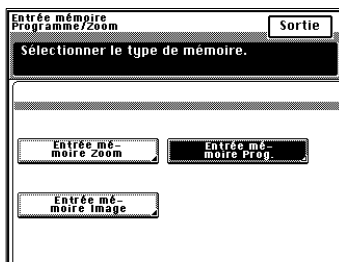 Entrée mémoire
Programme/Zoom
Sortie
Sélectionner le type de mémoire.
Entrée mé-
moire Zoom
Entrée mé-
moire Prog.
Entrée mé-
moire Image